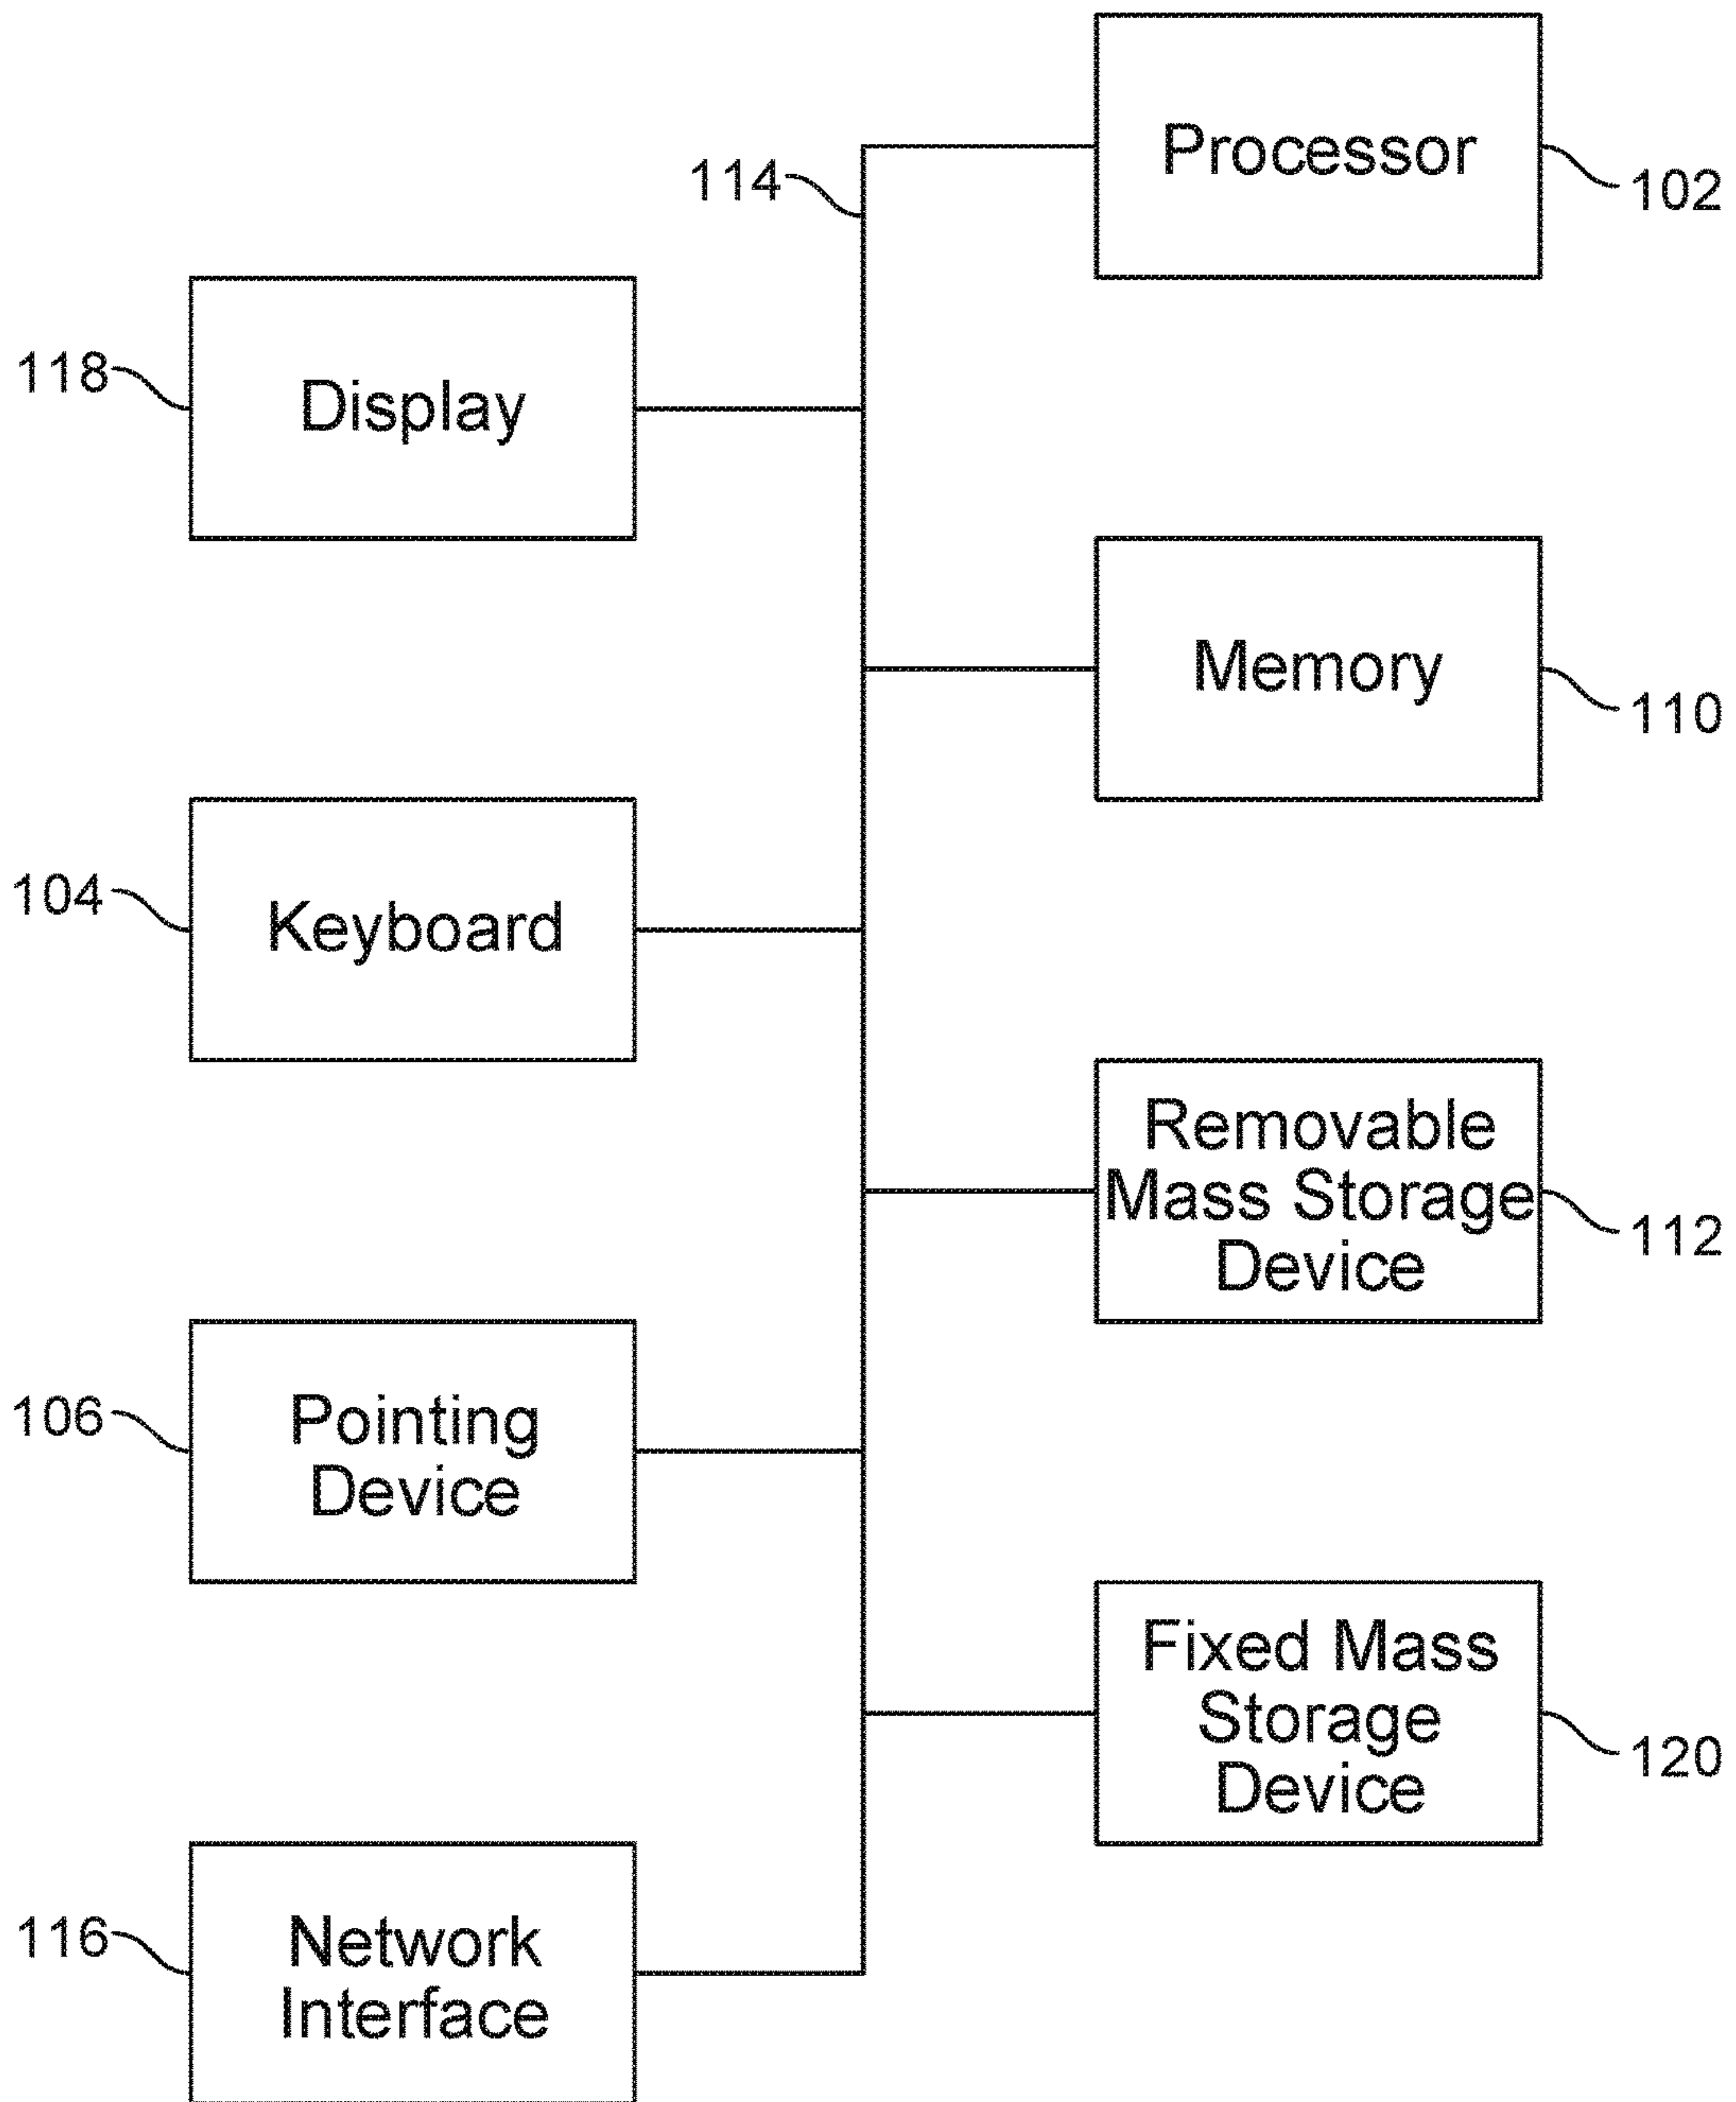 Processor
102
114
118
Display
Memory
110
104
Keyboard
Removable
Mass Storage
Device
112
106
Pointing
Device
Fixed Mass
Storage
Device
120
116
Network
Interface